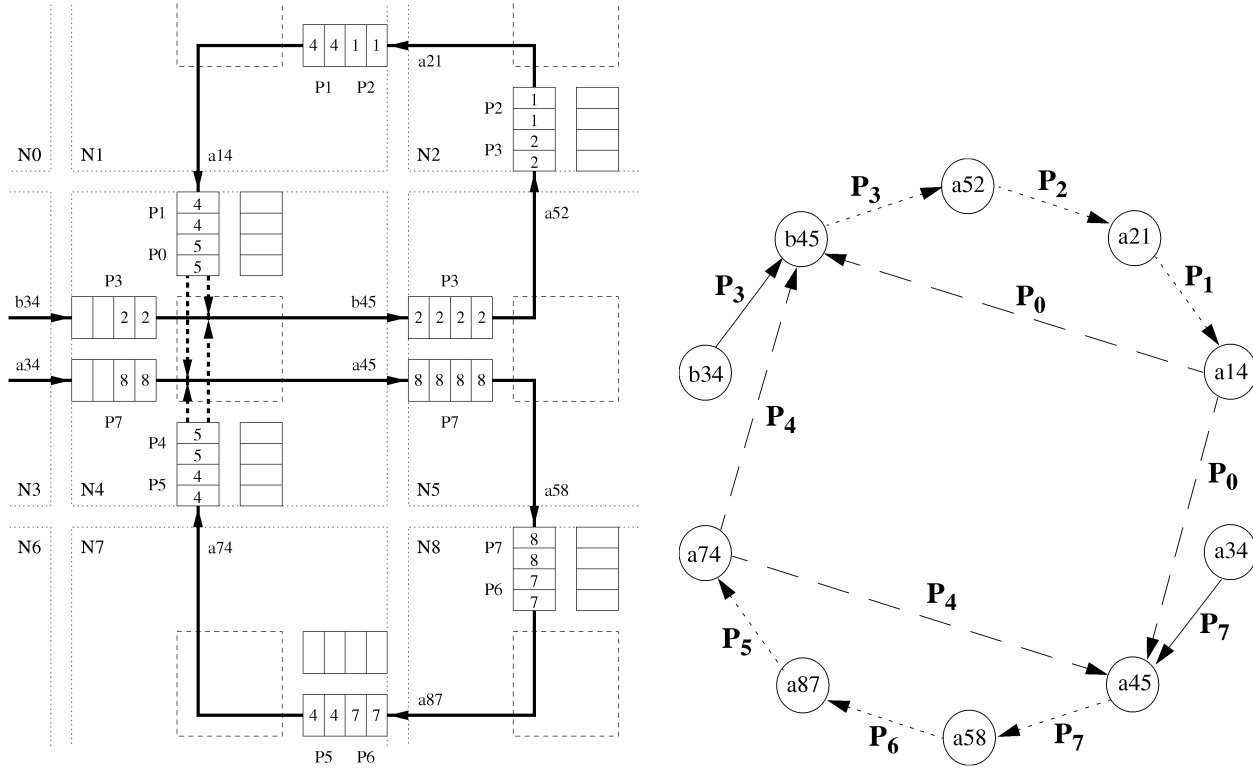 4 4 1 1
a21
P1 P2
1
1
2
2
P2
P3
N0 N1 N2
a14
4
4
5
5
P1
P0
a52
P3
b34
2 2
b45
P3
2 2 2 2
a34
8 8
a45
8 8 8 8
P7
P7
5
5
4
4
P4
P5
N3 N4 N5
a58
N6 N7 N8
a74
8
8
7
7
P7
P6
a87
4 4 7 7
P5 P6
a52
P3
P2
b45
a21
P3
P0
P1
b34
a14
P4
P0
a74
a34
P4
P7
P5
a87
a45
P6
P7
a58